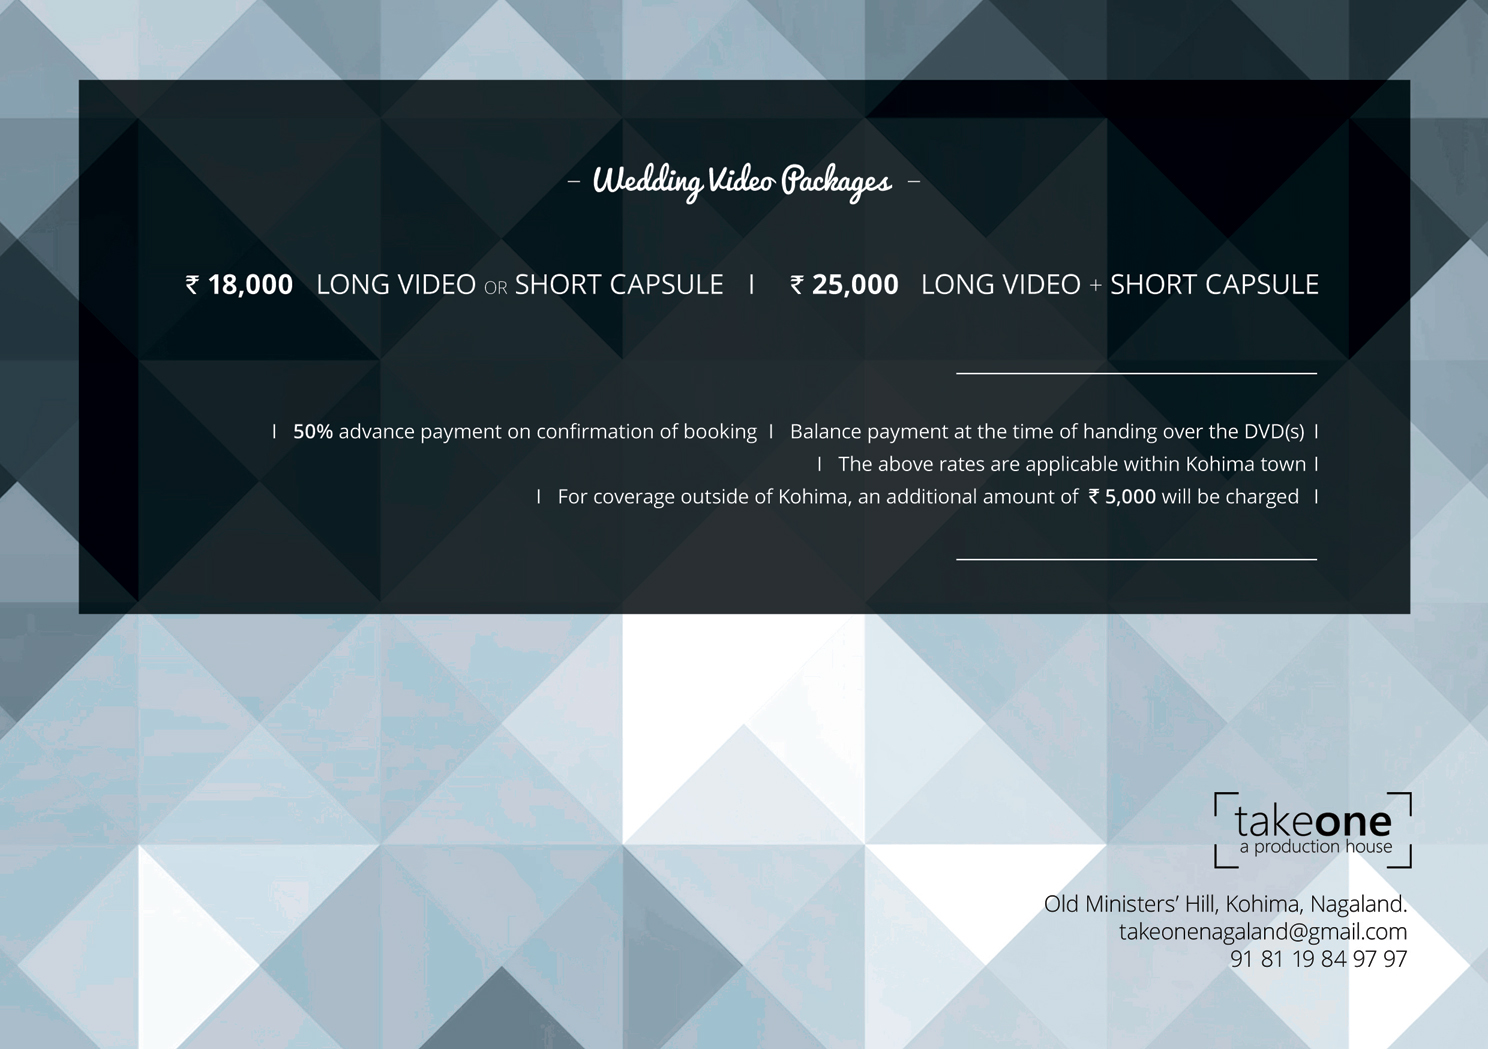 – Wedding Video Packages –
₹ 18,000 LONG VIDEO OR SHORT CAPSULE I ₹ 25,000 LONG VIDEO + SHORT CAPSULE
I 50% advance payment on confirmation of booking I Balance payment at the time of handing over the DVD(s) I
I The above rates are applicable within Kohima town I
I For coverage outside of Kohima, an additional amount of ₹ 5,000 will be charged I
takeone
a production house
Old Ministers’ Hill, Kohima, Nagaland.
takeonenagaland@gmail.com
91 81 19 84 97 97